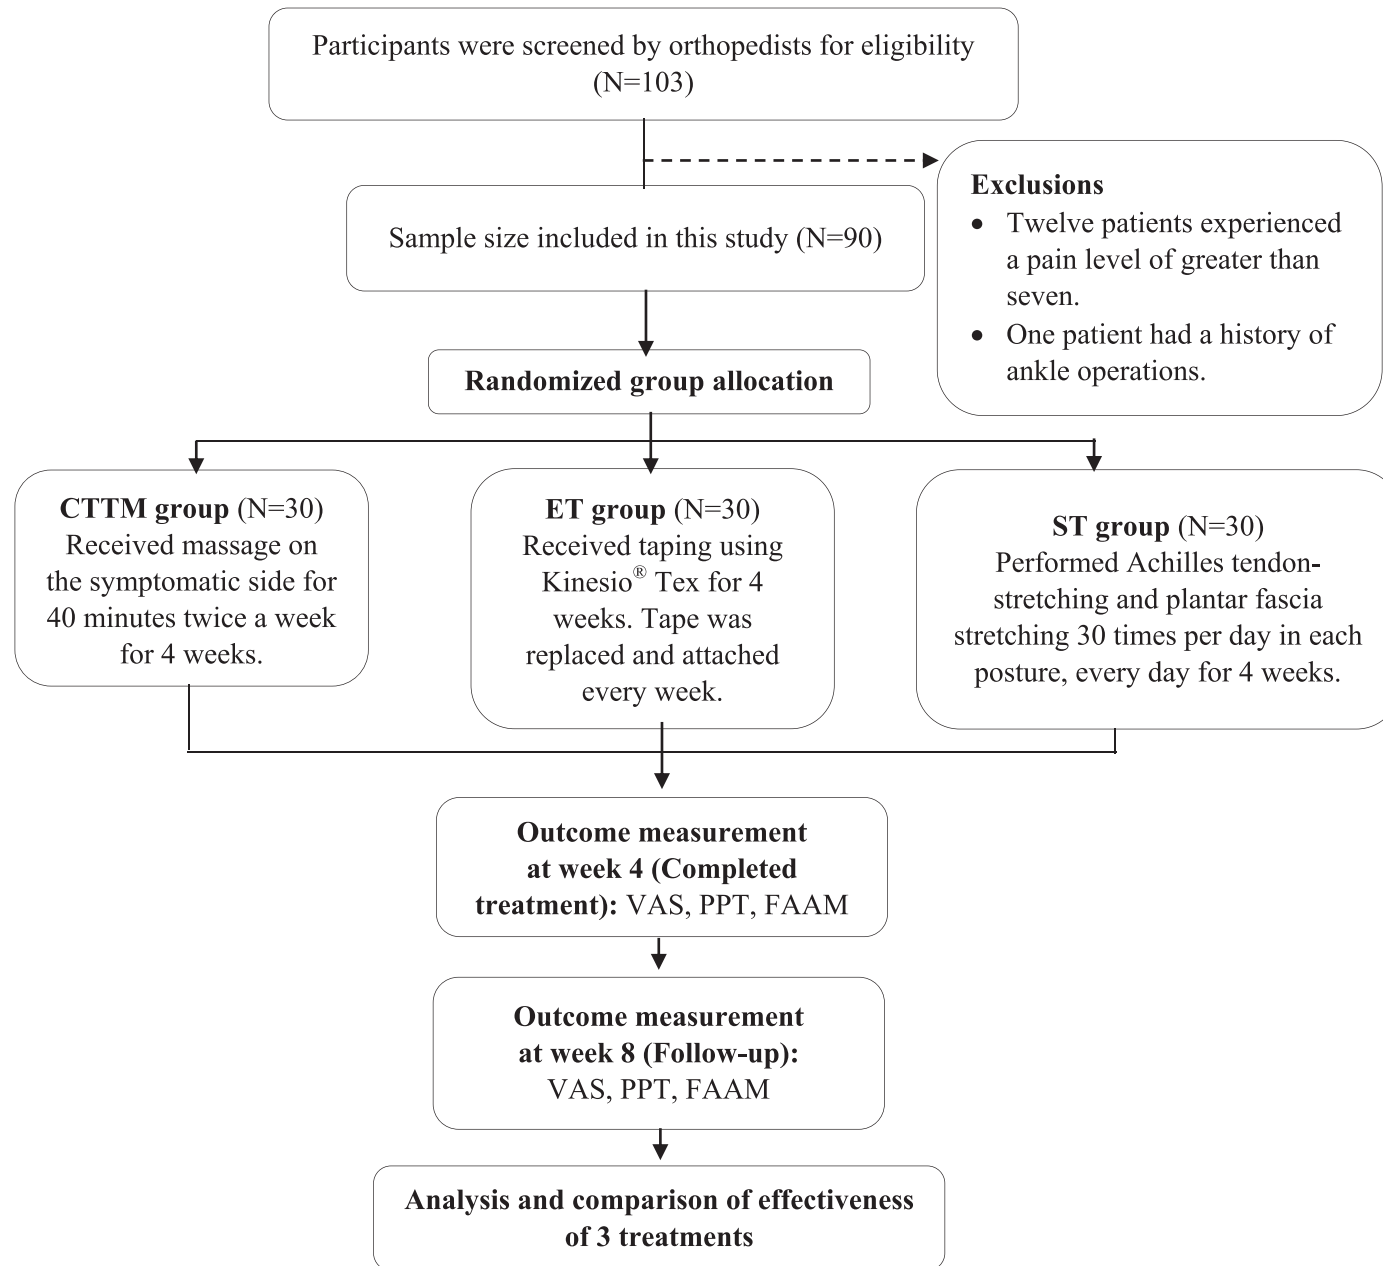 Participants were screened by orthopedists for eligibility
(N=103)
Exclusions
• Twelve patients experienced
a pain level of greater than
seven.
• One patient had a history of
ankle operations.
Sample size included in this study (N=90)
Randomized group allocation
CTTM group (N=30)
Received massage on
the symptomatic side for
40 minutes twice a week
for 4 weeks.
ET group (N=30)
Received taping using
Kinesio® Tex for 4
weeks. Tape was
replaced and attached
every week.
ST group (N=30)
Performed Achilles tendon-
stretching and plantar fascia
stretching 30 times per day in each
posture, every day for 4 weeks.
Outcome measurement
at week 4 (Completed
treatment): VAS, PPT, FAAM
Outcome measurement
at week 8 (Follow-up):
VAS, PPT, FAAM
Analysis and comparison of effectiveness
of 3 treatments